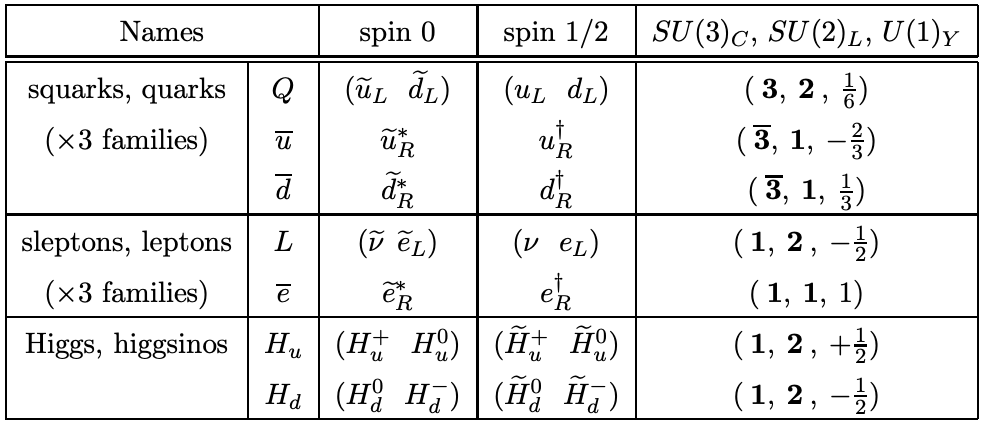 Names spin 0 spin 1/2 SU(3)_C, SU(2)_L, U(1)_Y
squarks, quarks Q (ũ_L d̃_L) (u_L d_L) ( 3, 2 , 1/6)
(×3 families) u̅ ũ*_R u†_R ( 3̅, 1, −2/3)
d̅ d̃*_R d†_R ( 3̅, 1, 1/3)
sleptons, leptons L (ν̃ ẽ_L) (ν e_L) ( 1, 2 , −1/2)
(×3 families) e̅ ẽ*_R e†_R ( 1, 1, 1)
Higgs, higgsinos H_u (H_u^+ H_u^0) (H̃_u^+ H̃_u^0) ( 1, 2 , +1/2)
H_d (H_d^0 H_d^−) (H̃_d^0 H̃_d^−) ( 1, 2 , −1/2)